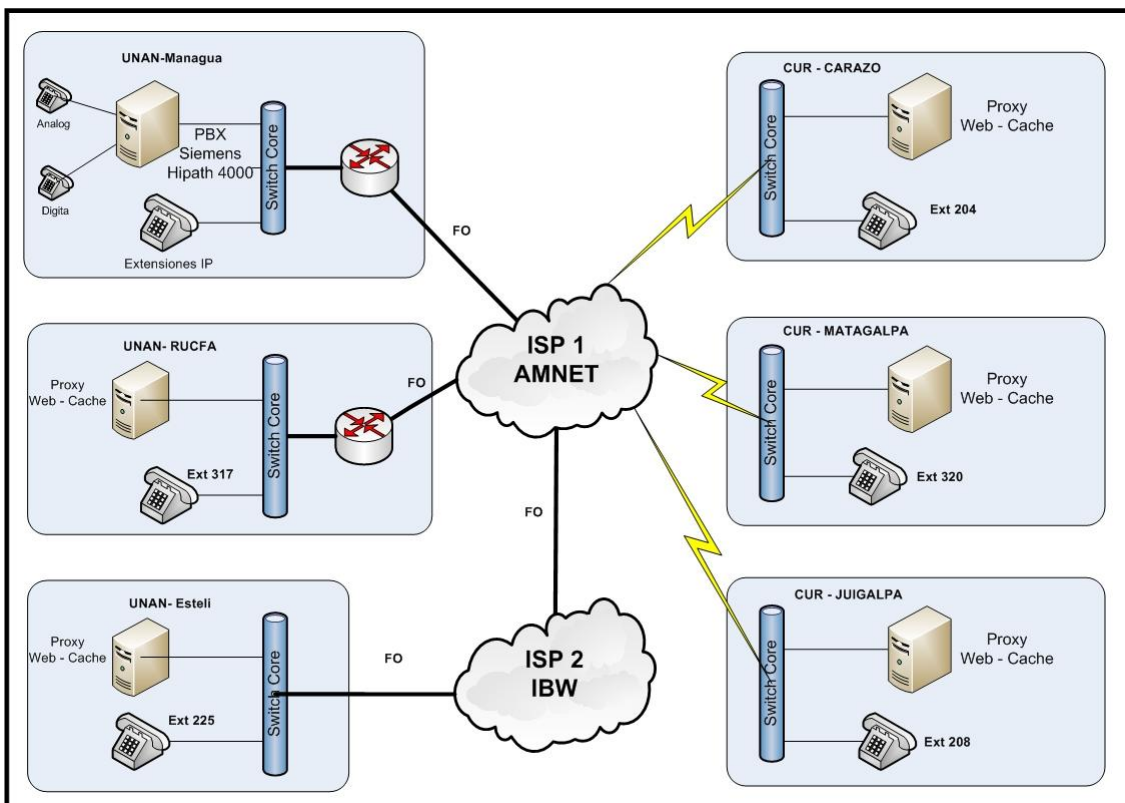 UNAN-Managua
Analog
Digita
PBX
Siemens
Hipath 4000
Switch Core
Extensiones IP
FO
UNAN- RUCFA
Proxy
Web - Cache
Ext 317
Switch Core
FO
UNAN- Esteli
Proxy
Web - Cache
Ext 225
Switch Core
FO
ISP 1
AMNET
FO
ISP 2
IBW
CUR - CARAZO
Switch Core
Proxy
Web - Cache
Ext 204
CUR - MATAGALPA
Switch Core
Proxy
Web - Cache
Ext 320
CUR - JUIGALPA
Switch Core
Proxy
Web - Cache
Ext 208